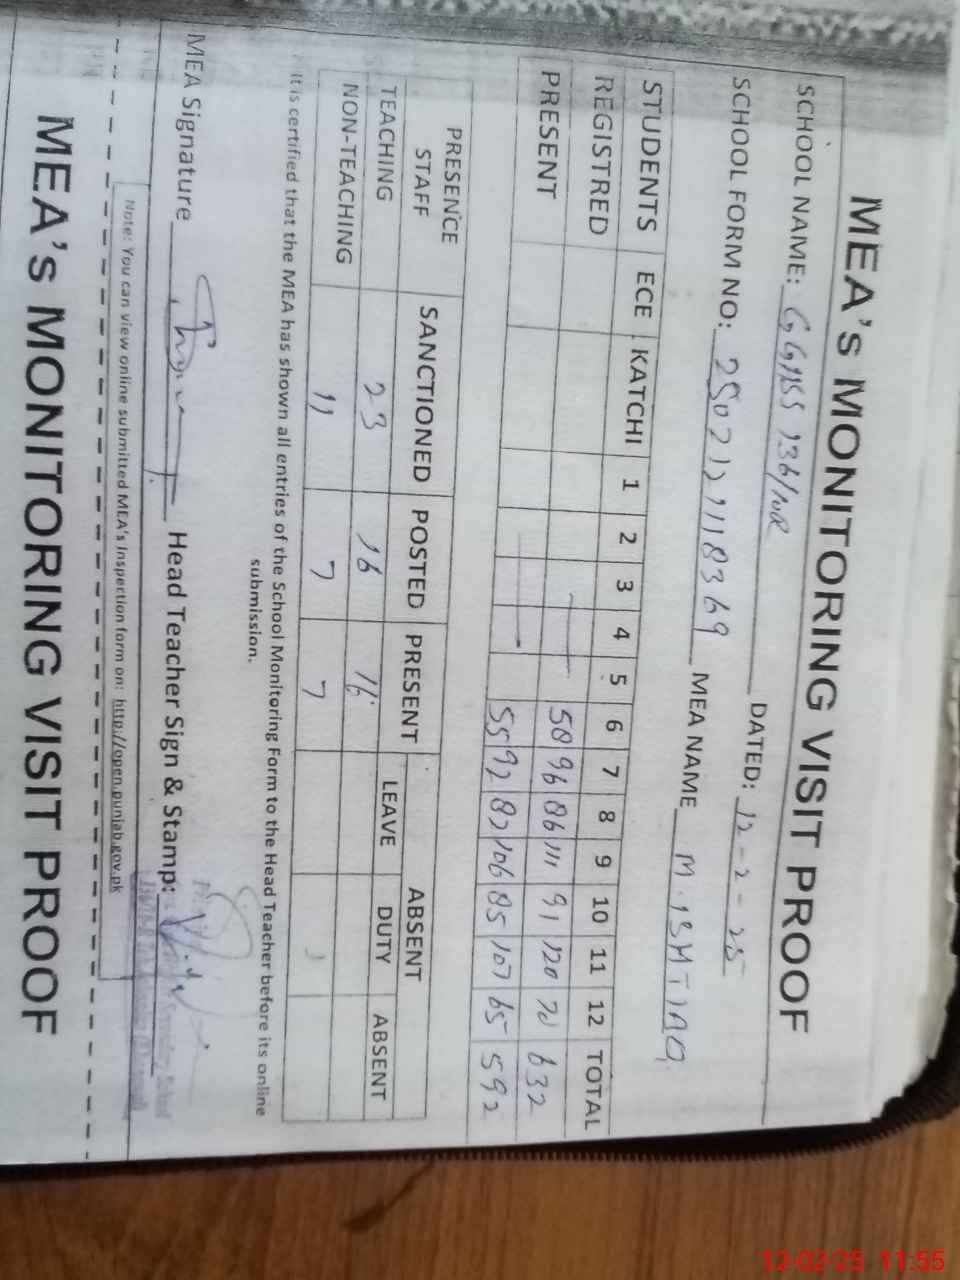 MEA's MONITORING VISIT PROOF
SCHOOL NAME: GGHSS 136/10R DATED: 12-2-25
SCHOOL FORM NO: MEA NAME M. ISHTIAQ
STUDENTS ECE KATCHI 1 2 3 4 5 6 7 8 9 10 11 12 TOTAL
REGISTRED 58 96 86 111 91 120 70 632
PRESENT 55 92 82 106 85 107 65 592
PRESENCE STAFF SANCTIONED POSTED PRESENT ABSENT
LEAVE DUTY ABSENT
TEACHING 23 16 16
NON-TEACHING 11 7 7
It is certified that the MEA has shown all entries of the School Monitoring Form to the Head Teacher before its online
submission.
MEA Signature Head Teacher Sign & Stamp:
Note: You can view online submitted MEA's Inspection form on: http://open.punjab.gov.pk
MEA's MONITORING VISIT PROOF
12-02-25 11:55